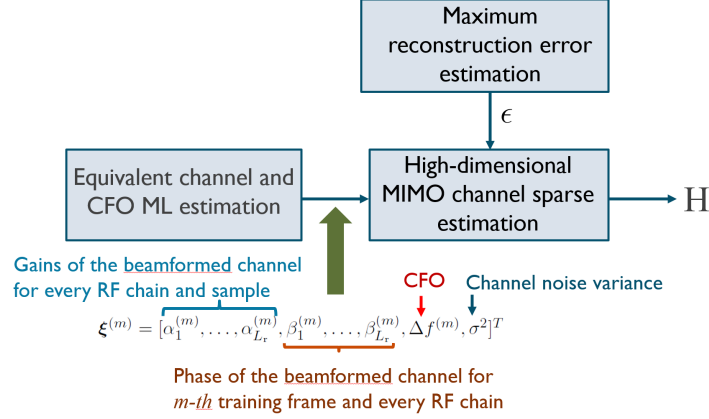 Maximum
reconstruction error
estimation
ϵ
Equivalent channel and
CFO ML estimation
High-dimensional
MIMO channel sparse
estimation
H
Gains of the beamformed channel
for every RF chain and sample
CFO
Channel noise variance
ξ^{(m)} = [α_1^{(m)}, . . . , α_{L_r}^{(m)}, β_1^{(m)}, . . . , β_{L_r}^{(m)}, Δf^{(m)}, σ^2]^T
Phase of the beamformed channel for
m-th training frame and every RF chain